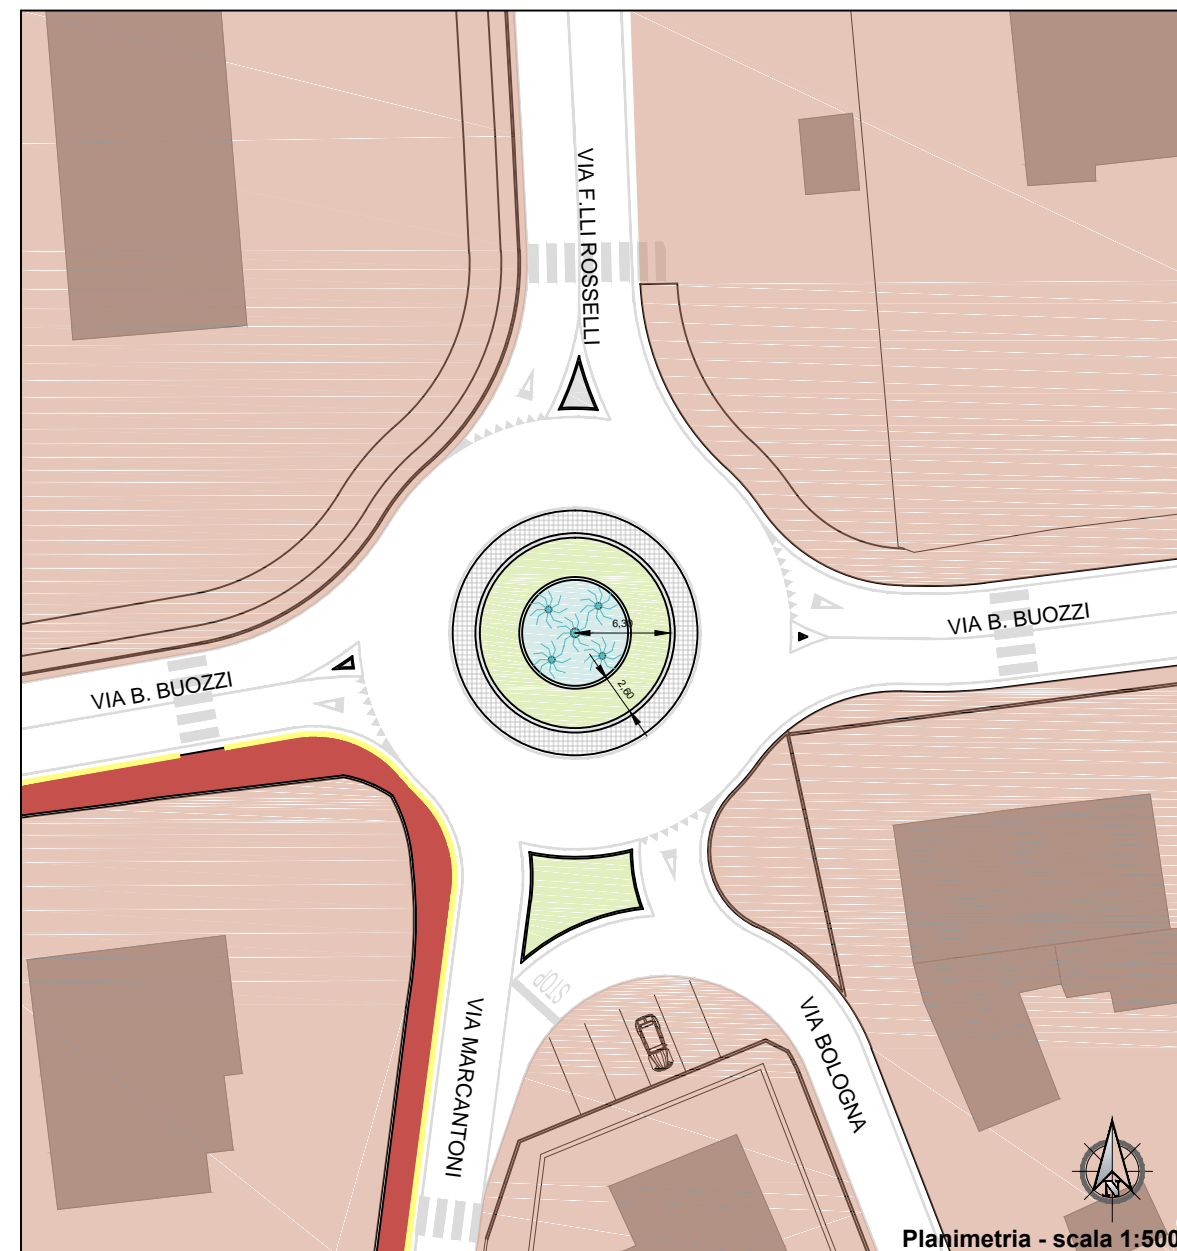 VIA F.LLI ROSSELLI
6,30
2,60
VIA B. BUOZZI
VIA B. BUOZZI
STOP
VIA MARCANTONI
VIA BOLOGNA
N
Planimetria - scala 1:500